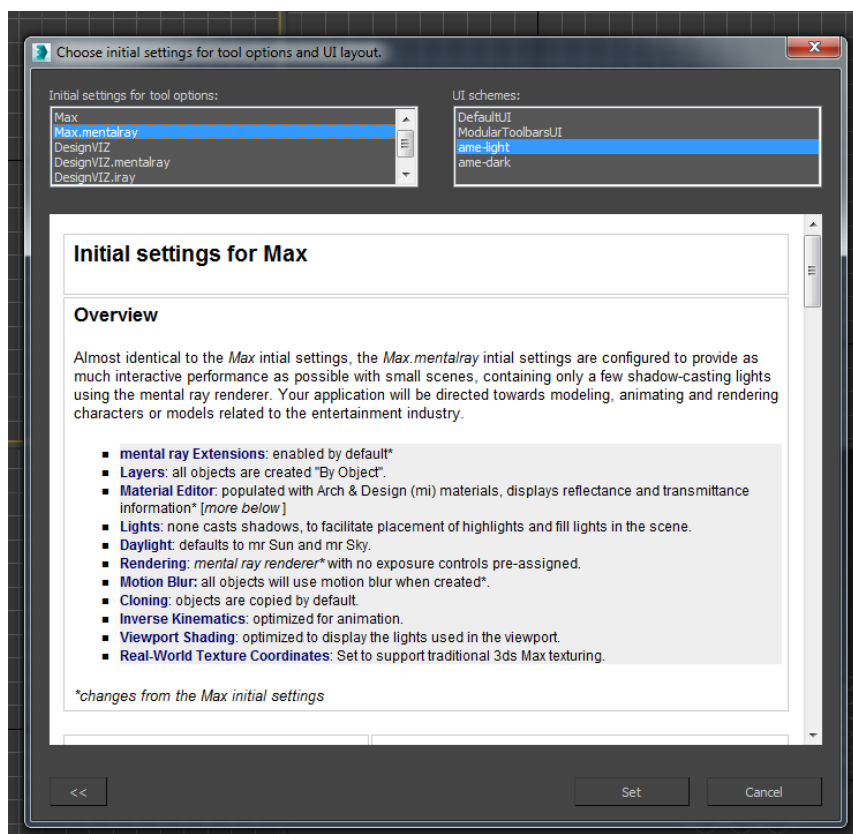 Choose initial settings for tool options and UI layout.
Initial settings for tool options:
UI schemes:
Max
Max.mentalray
DesignVIZ
DesignVIZ.mentalray
DesignVIZ.iray
DefaultUI
ModularToolbarsUI
ame-light
ame-dark
Initial settings for Max
Overview
Almost identical to the Max intial settings, the Max.mentalray intial settings are configured to provide as
much interactive performance as possible with small scenes, containing only a few shadow-casting lights
using the mental ray renderer. Your application will be directed towards modeling, animating and rendering
characters or models related to the entertainment industry.
▪ mental ray Extensions: enabled by default*
▪ Layers: all objects are created "By Object".
▪ Material Editor: populated with Arch & Design (mi) materials, displays reflectance and transmittance
information* [more below]
▪ Lights: none casts shadows, to facilitate placement of highlights and fill lights in the scene.
▪ Daylight: defaults to mr Sun and mr Sky.
▪ Rendering: mental ray renderer* with no exposure controls pre-assigned.
▪ Motion Blur: all objects will use motion blur when created*.
▪ Cloning: objects are copied by default.
▪ Inverse Kinematics: optimized for animation.
▪ Viewport Shading: optimized to display the lights used in the viewport.
▪ Real-World Texture Coordinates: Set to support traditional 3ds Max texturing.
*changes from the Max initial settings
<<
Set
Cancel